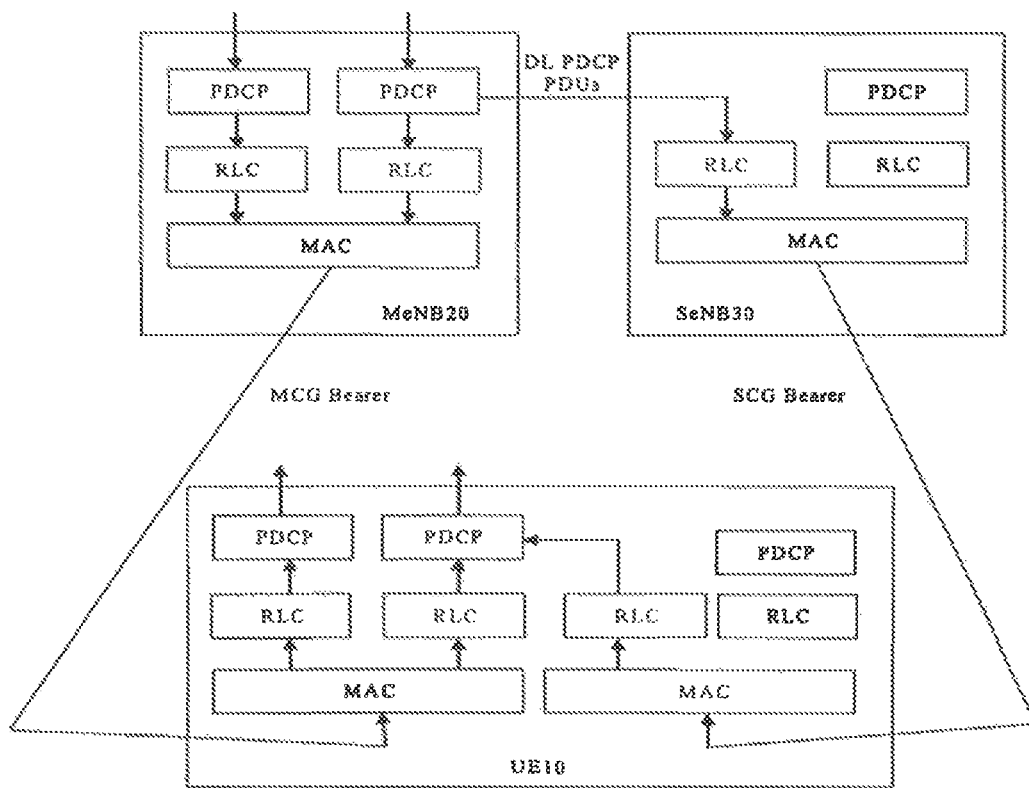 DL PDCP
PDUs
PDCP
PDCP
PDCP
RLC
RLC
RLC
RLC
MAC
MAC
MeNB20
SeNB30
MCG Bearer
SCG Bearer
PDCP
PDCP
PDCP
RLC
RLC
RLC
RLC
MAC
MAC
UE10